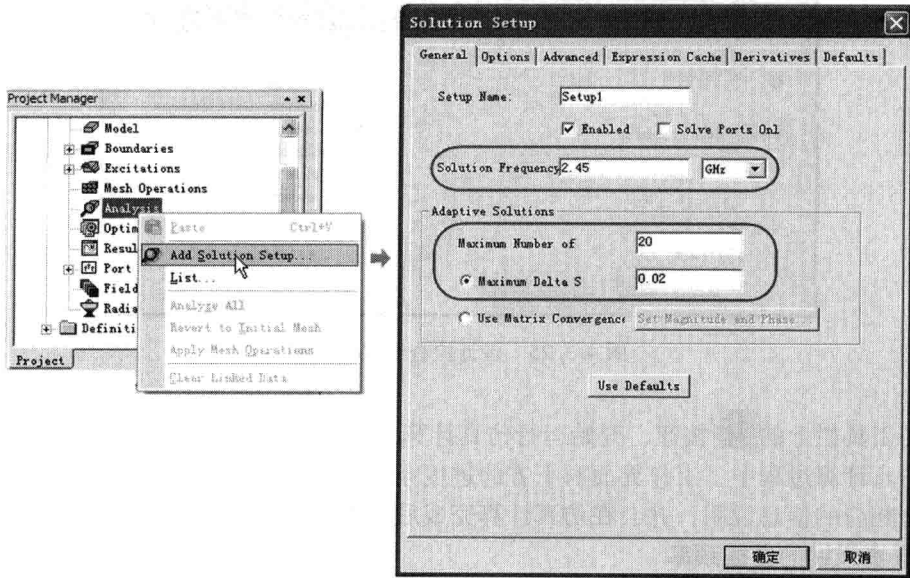 Project Manager
Model
Boundaries
Excitations
Mesh Operations
Analysis
Optim
Resul
Port
Field
Radia
Definiti
Project
Paste Ctrl+V
Add Solution Setup...
List...
Analyze All
Revert to Initial Mesh
Apply Mesh Operations
Clear Linked Data
Solution Setup
General Options Advanced Expression Cache Derivatives Defaults
Setup Name: Setup1
Enabled Solve Ports Onl
Solution Frequency 2.45 GHz
Adaptive Solutions
Maximum Number of 20
Maximum Delta S 0.02
Use Matrix Convergence Set Magnitude and Phase...
Use Defaults
确定 取消